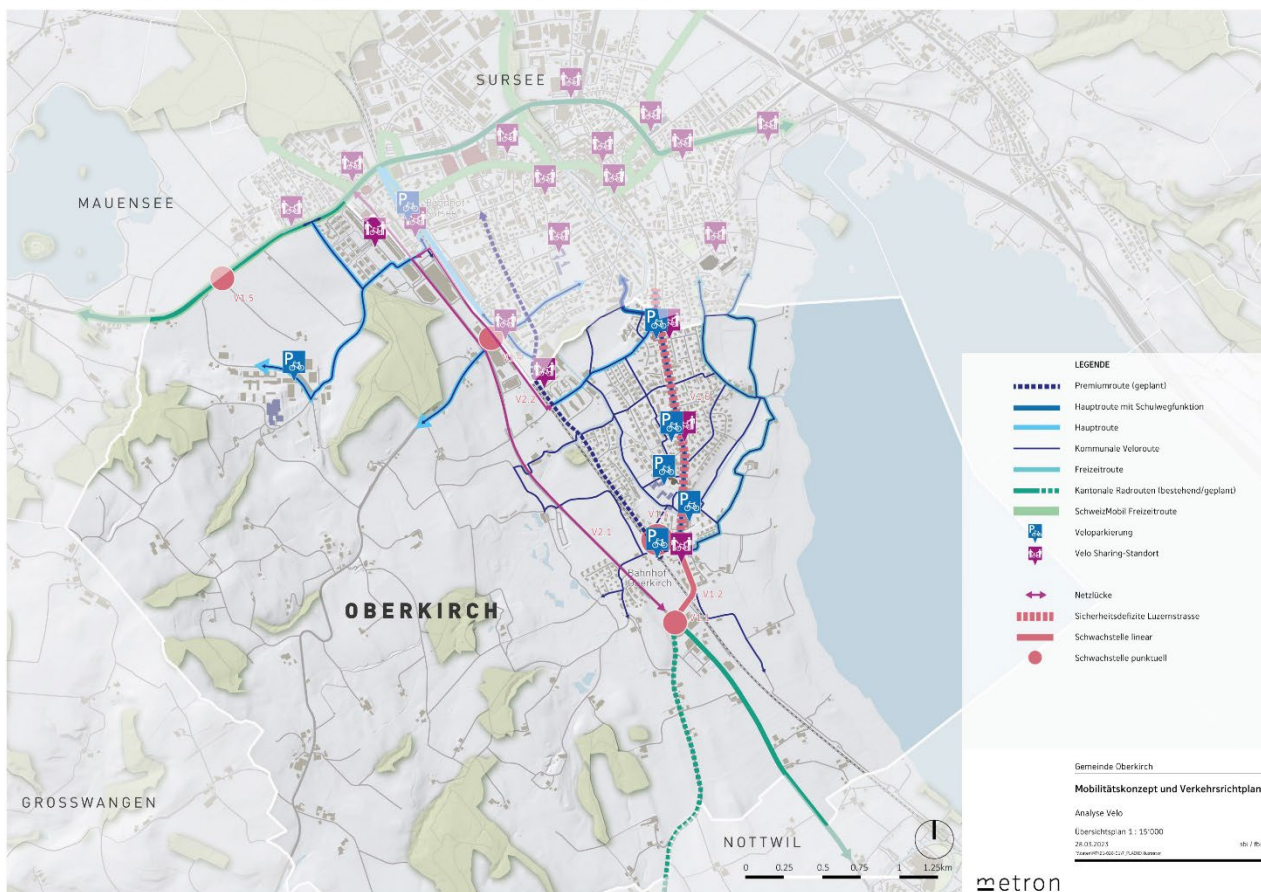 SURSEE
MAUENSEE
Bahnhof
V1.5
V2.2
V2.1
Bahnhof
Oberkirch
OBERKIRCH
V1.2
GROSSWANGEN
NOTTWIL
0 0.25 0.5 0.75 1 1.25km
LEGENDE
Premiumroute (geplant)
Hauptroute mit Schulwegfunktion
Hauptroute
Kommunale Veloroute
Freizeitroute
Kantonale Radrouten (bestehend/geplant)
SchweizMobil Freizeitroute
Veloparkierung
Velo Sharing-Standort
Netzlücke
Sicherheitsdefizite Luzernstrasse
Schwachstelle linear
Schwachstelle punktuell
Gemeinde Oberkirch
Mobilitätskonzept und Verkehrsrichtplan
Analyse Velo
Übersichtsplan 1 : 15'000
28.03.2023
metron